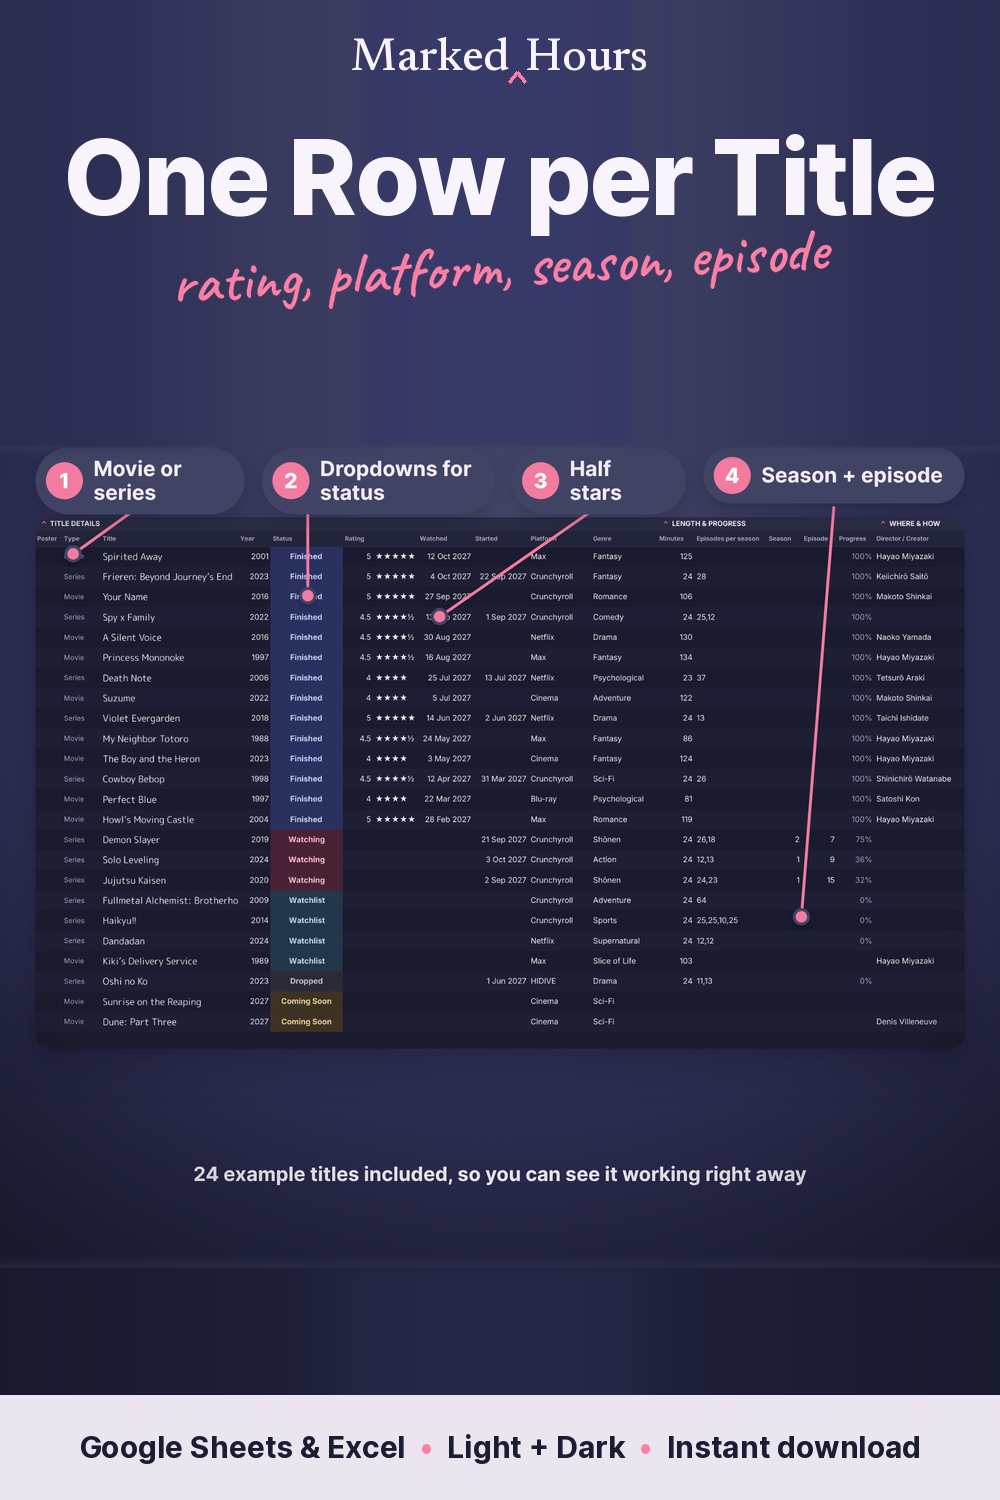 Marked Hours
One Row per Title
rating, platform, season, episode
1 Movie or series
2 Dropdowns for status
3 Half stars
4 Season + episode
TITLE DETAILS LENGTH & PROGRESS WHERE & HOW
Poster Type Title Year Status Rating Watched Started Platform Genre Minutes Episodes per season Season Episode Progress Director / Creator
Spirited Away 2001 Finished 5 ★★★★★ 12 Oct 2027 Max Fantasy 125 100% Hayao Miyazaki
Series Frieren: Beyond Journey's End 2023 Finished 5 ★★★★★ 4 Oct 2027 22 Sep 2027 Crunchyroll Fantasy 24 28 100% Keiichirō Saitō
Movie Your Name 2016 5 ★★★★★ 27 Sep 2027 Crunchyroll Romance 106 100% Makoto Shinkai
Series Spy x Family 2022 Finished 4.5 ★★★★½ 2027 1 Sep 2027 Crunchyroll Comedy 24 25,12 100%
Movie A Silent Voice 2016 Finished 4.5 ★★★★½ 30 Aug 2027 Netflix Drama 130 100% Naoko Yamada
Movie Princess Mononoke 1997 Finished 4.5 ★★★★½ 16 Aug 2027 Max Fantasy 134 100% Hayao Miyazaki
Series Death Note 2006 Finished 4 ★★★★ 25 Jul 2027 13 Jul 2027 Netflix Psychological 23 37 100% Tetsurō Araki
Movie Suzume 2022 Finished 4 ★★★★ 5 Jul 2027 Cinema Adventure 122 100% Makoto Shinkai
Series Violet Evergarden 2018 Finished 5 ★★★★★ 14 Jun 2027 2 Jun 2027 Netflix Drama 24 13 100% Taichi Ishidate
Movie My Neighbor Totoro 1988 Finished 4.5 ★★★★½ 24 May 2027 Max Fantasy 86 100% Hayao Miyazaki
Movie The Boy and the Heron 2023 Finished 4 ★★★★ 3 May 2027 Cinema Fantasy 124 100% Hayao Miyazaki
Series Cowboy Bebop 1998 Finished 4.5 ★★★★½ 12 Apr 2027 31 Mar 2027 Crunchyroll Sci-Fi 24 26 100% Shinichirō Watanabe
Movie Perfect Blue 1997 Finished 4 ★★★★ 22 Mar 2027 Blu-ray Psychological 81 100% Satoshi Kon
Movie Howl's Moving Castle 2004 Finished 5 ★★★★★ 28 Feb 2027 Max Romance 119 100% Hayao Miyazaki
Series Demon Slayer 2019 Watching 21 Sep 2027 Crunchyroll Shōnen 24 26,18 2 7 75%
Series Solo Leveling 2024 Watching 3 Oct 2027 Crunchyroll Action 24 12,13 1 9 36%
Series Jujutsu Kaisen 2020 Watching 2 Sep 2027 Crunchyroll Shōnen 24 24,23 1 15 32%
Series Fullmetal Alchemist: Brotherho 2009 Watchlist Crunchyroll Adventure 24 64 0%
Series Haikyu!! 2014 Watchlist Crunchyroll Sports 24 25,25,10,25 0%
Series Dandadan 2024 Watchlist Netflix Supernatural 24 12,12 0%
Movie Kiki's Delivery Service 1989 Watchlist Max Slice of Life 103 Hayao Miyazaki
Series Oshi no Ko 2023 Dropped 1 Jun 2027 HIDIVE Drama 24 11,13 0%
Movie Sunrise on the Reaping 2027 Coming Soon Cinema Sci-Fi
Movie Dune: Part Three 2027 Coming Soon Cinema Sci-Fi Denis Villeneuve
24 example titles included, so you can see it working right away
Google Sheets & Excel • Light + Dark • Instant download